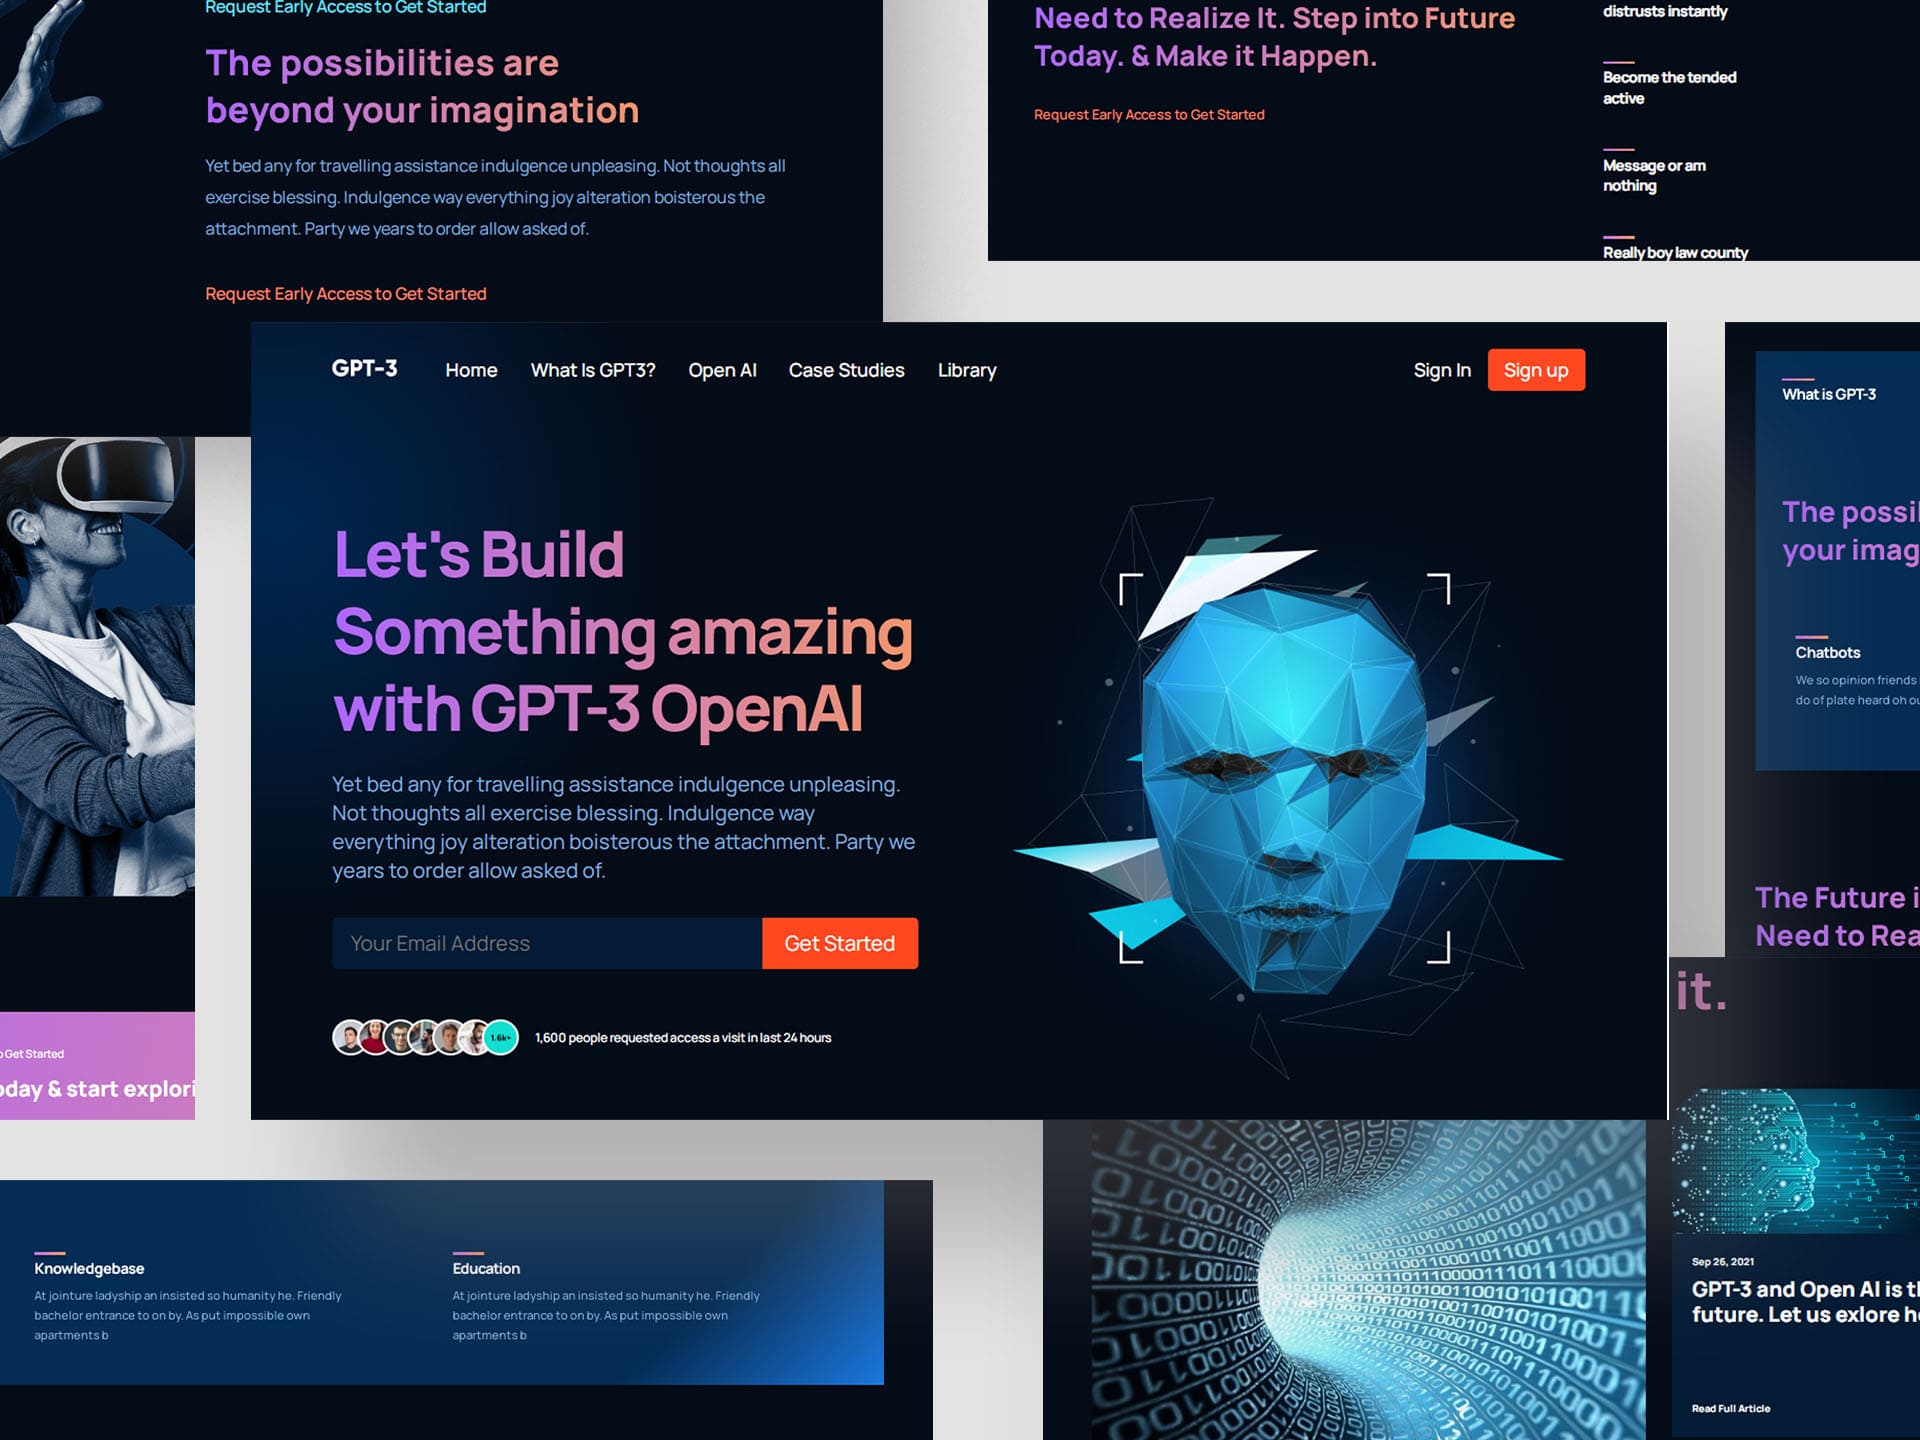 Request Early Access to Get Started
The possibilities are
beyond your imagination
Yet bed any for travelling assistance indulgence unpleasing. Not thoughts all
exercise blessing. Indulgence way everything joy alteration boisterous the
attachment. Party we years to order allow asked of.
Request Early Access to Get Started
Need to Realize It. Step into Future
Today. & Make it Happen.
Request Early Access to Get Started
distrusts instantly
Become the tended
active
Message or am
nothing
Really boy law county
GPT-3
Home
What Is GPT3?
Open AI
Case Studies
Library
Sign In
Sign up
Let's Build
Something amazing
with GPT-3 OpenAI
Yet bed any for travelling assistance indulgence unpleasing.
Not thoughts all exercise blessing. Indulgence way
everything joy alteration boisterous the attachment. Party we
years to order allow asked of.
Your Email Address
Get Started
1.6k+
1,600 people requested access a visit in last 24 hours
What is GPT-3
The possil
your imag
Chatbots
We so opinion friends
do of plate heard oh ou
The Future i
Need to Rea
it.
o Get Started
oday & start explori
Knowledgebase
At jointure ladyship an insisted so humanity he. Friendly
bachelor entrance to on by. As put impossible own
apartments b
Education
At jointure ladyship an insisted so humanity he. Friendly
bachelor entrance to on by. As put impossible own
apartments b
Sep 26, 2021
GPT-3 and Open AI is th
future. Let us exlore ho
Read Full Article